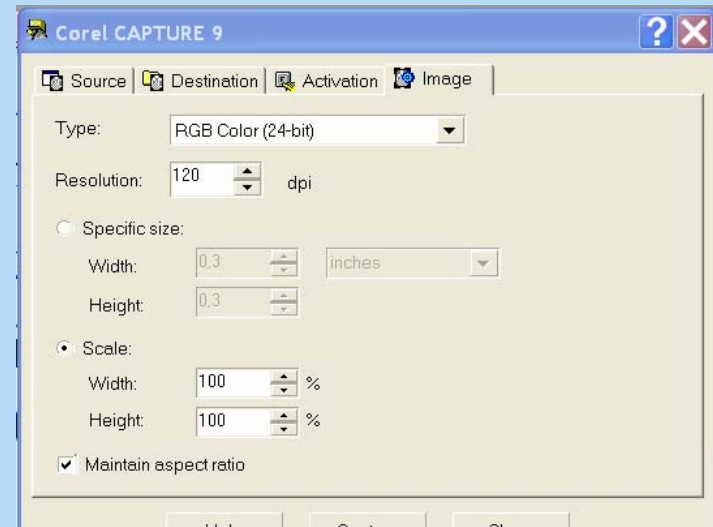 Corel CAPTURE 9
Source Destination Activation Image
Type: RGB Color (24-bit)
Resolution: 120 dpi
Specific size:
Width: 0,3 inches
Height: 0,3
Scale:
Width: 100 %
Height: 100 %
Maintain aspect ratio